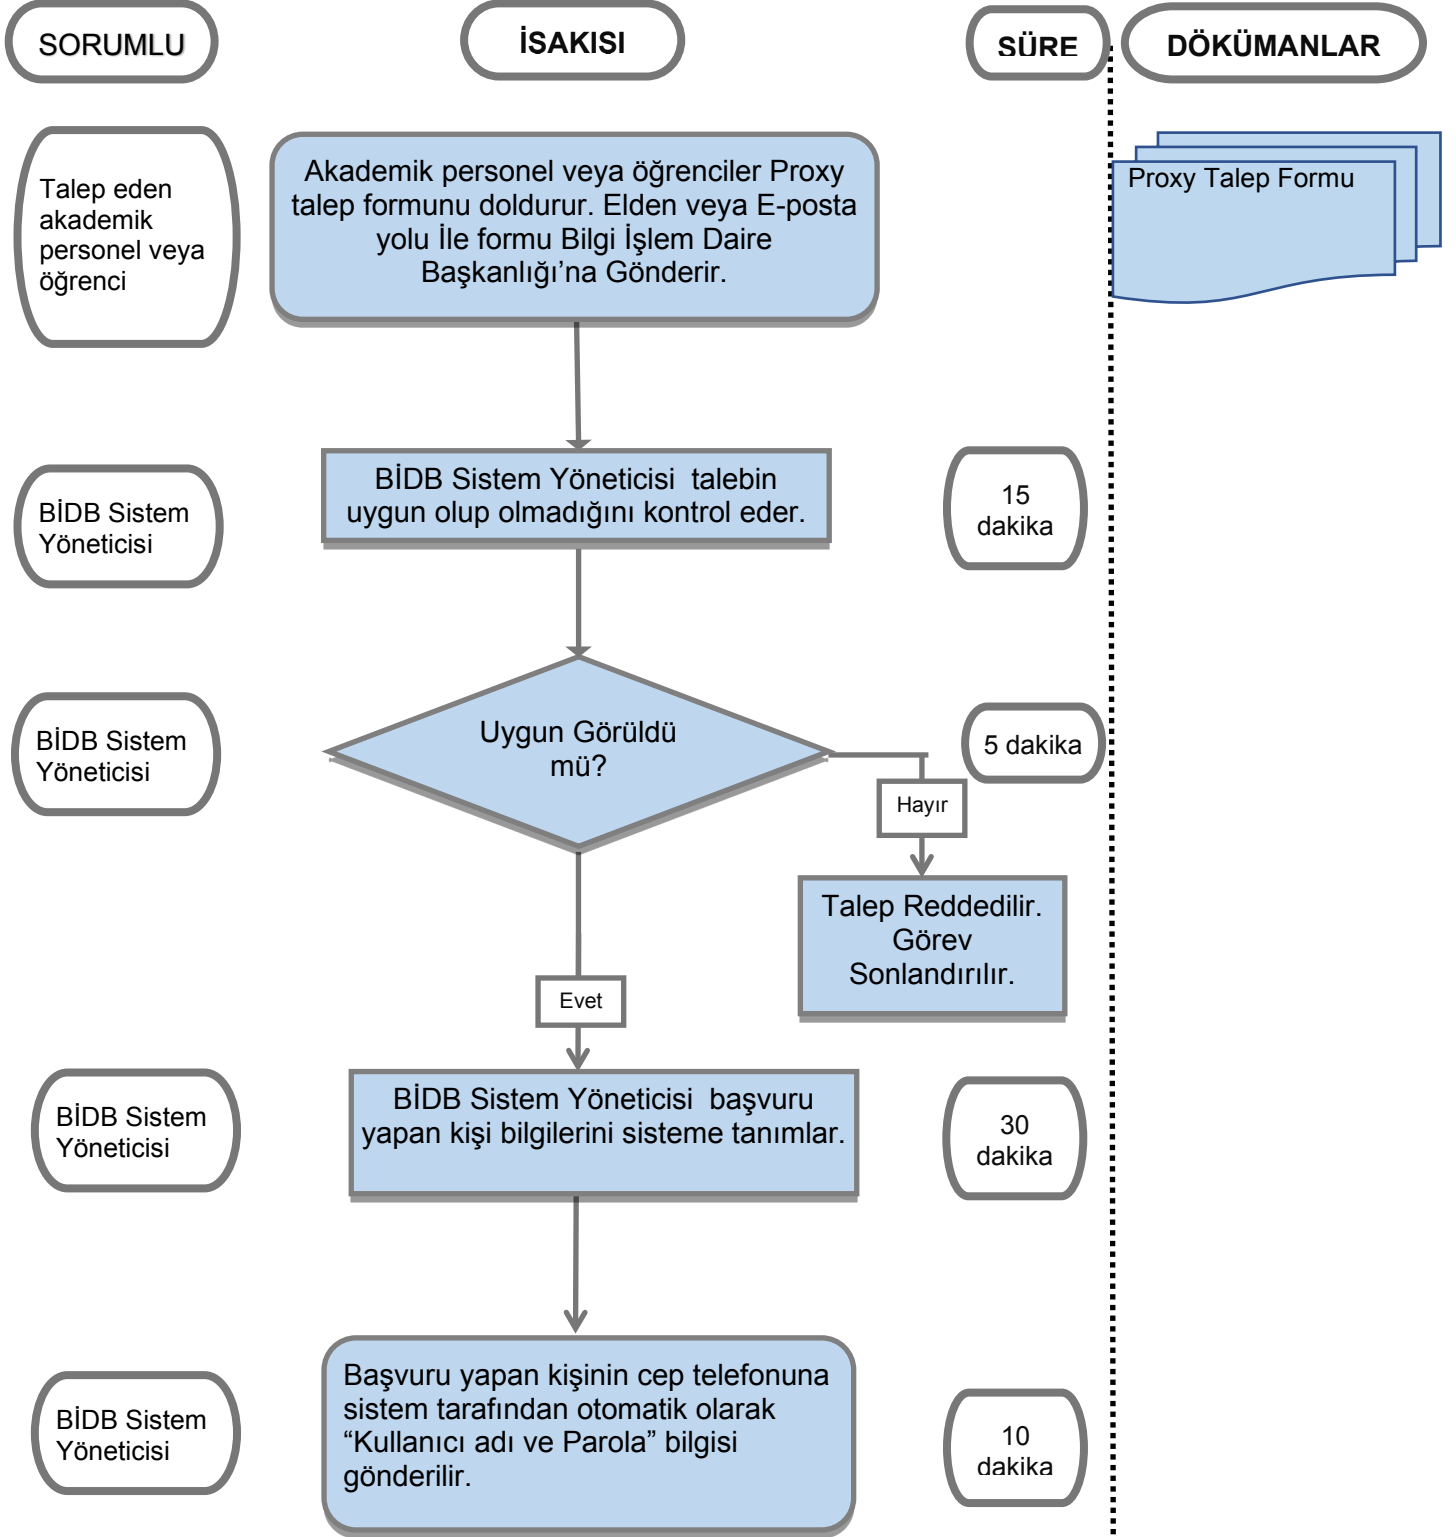 SORUMLU
İSAKISI
SÜRE
DÖKÜMANLAR
Talep eden
akademik
personel veya
öğrenci
Akademik personel veya öğrenciler Proxy
talep formunu doldurur. Elden veya E-posta
yolu İle formu Bilgi İşlem Daire
Başkanlığı’na Gönderir.
Proxy Talep Formu
BİDB Sistem
Yöneticisi
BİDB Sistem Yöneticisi talebin
uygun olup olmadığını kontrol eder.
15
dakika
BİDB Sistem
Yöneticisi
Uygun Görüldü
mü?
5 dakika
Hayır
Talep Reddedilir.
Görev
Sonlandırılır.
Evet
BİDB Sistem
Yöneticisi
BİDB Sistem Yöneticisi başvuru
yapan kişi bilgilerini sisteme tanımlar.
30
dakika
BİDB Sistem
Yöneticisi
Başvuru yapan kişinin cep telefonuna
sistem tarafından otomatik olarak
“Kullanıcı adı ve Parola” bilgisi
gönderilir.
10
dakika